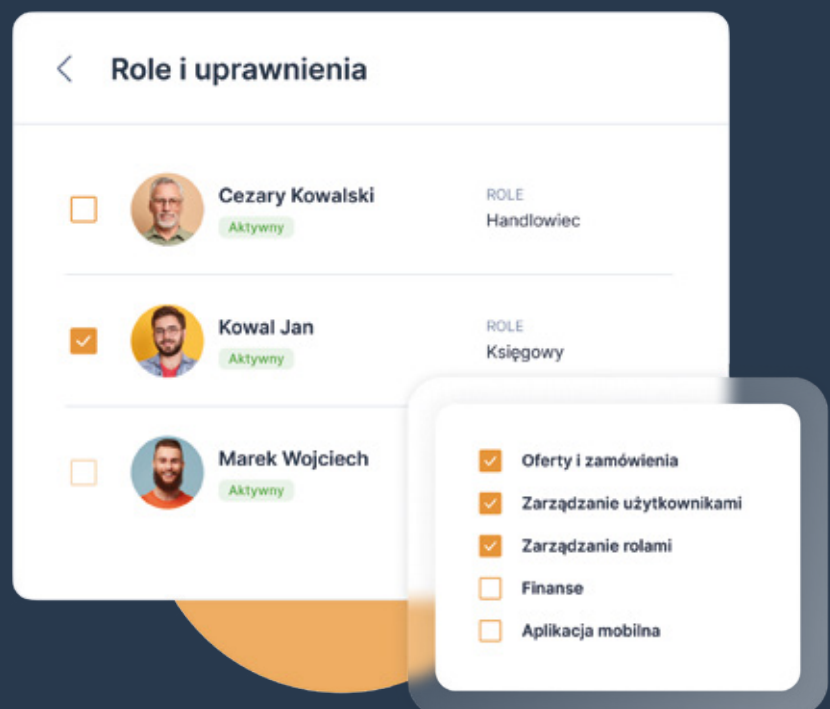 Role i uprawnienia
Cezary Kowalski
Aktywny
ROLE
Handlowiec
Kowal Jan
Aktywny
ROLE
Księgowy
Marek Wojciech
Aktywny
Oferty i zamówienia
Zarządzanie użytkownikami
Zarządzanie rolami
Finanse
Aplikacja mobilna